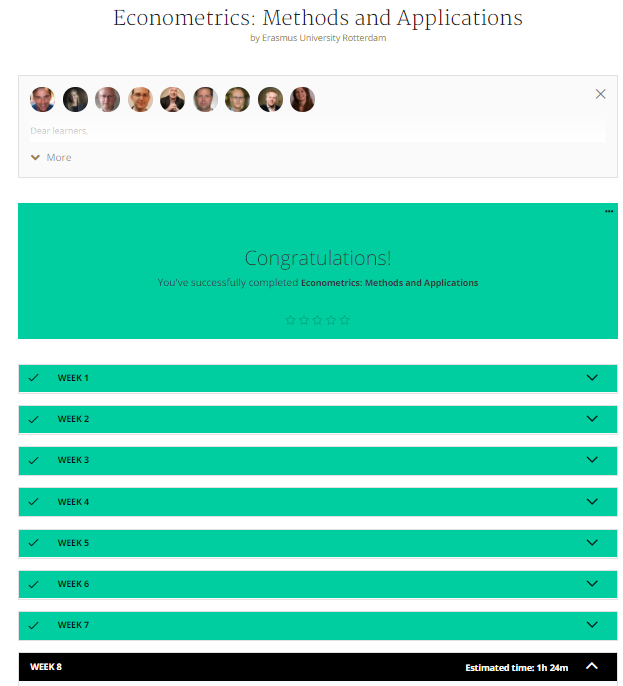 Econometrics: Methods and Applications
by Erasmus University Rotterdam
Dear learners,
More
Congratulations!
You've successfully completed Econometrics: Methods and Applications
WEEK 1
WEEK 2
WEEK 3
WEEK 4
WEEK 5
WEEK 6
WEEK 7
WEEK 8 Estimated time: 1h 24m